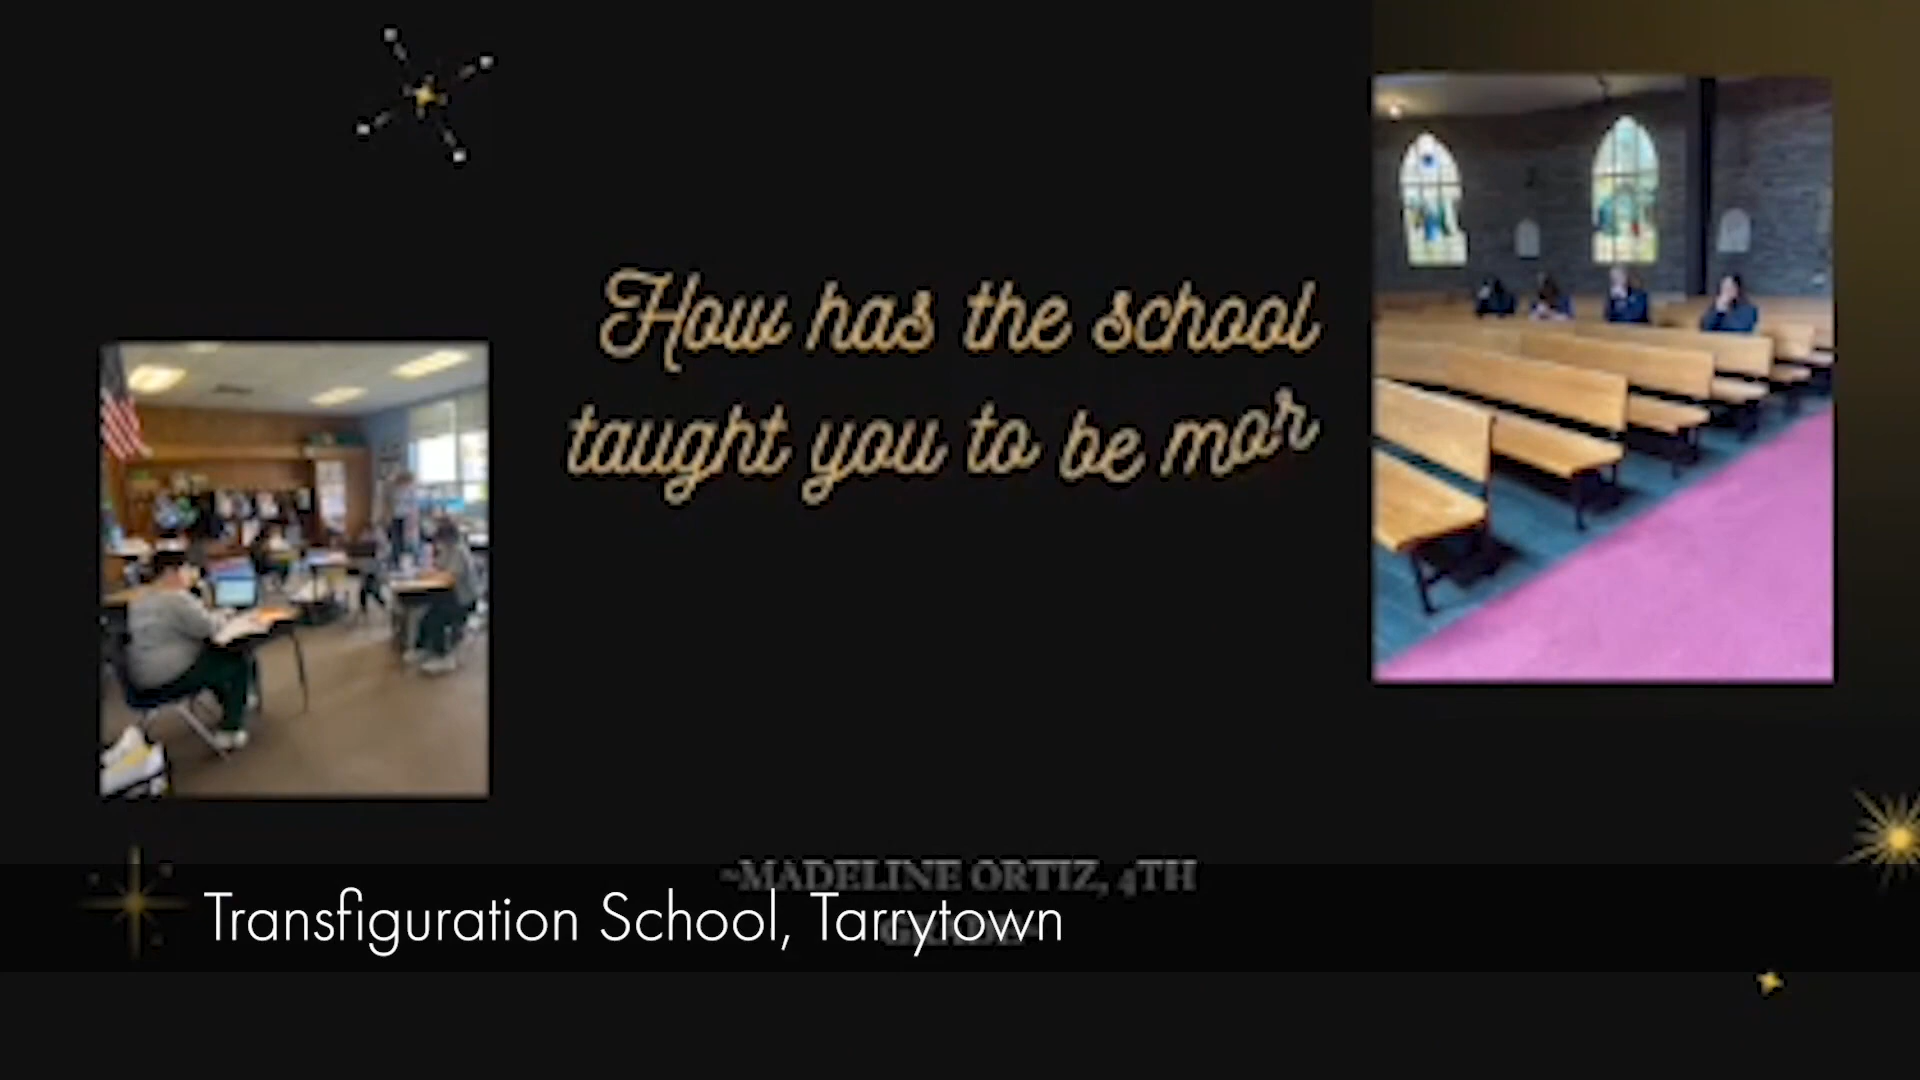 How has the school
taught you to be mor
~MADELINE ORTIZ, 4TH
Transfiguration School, Tarrytown